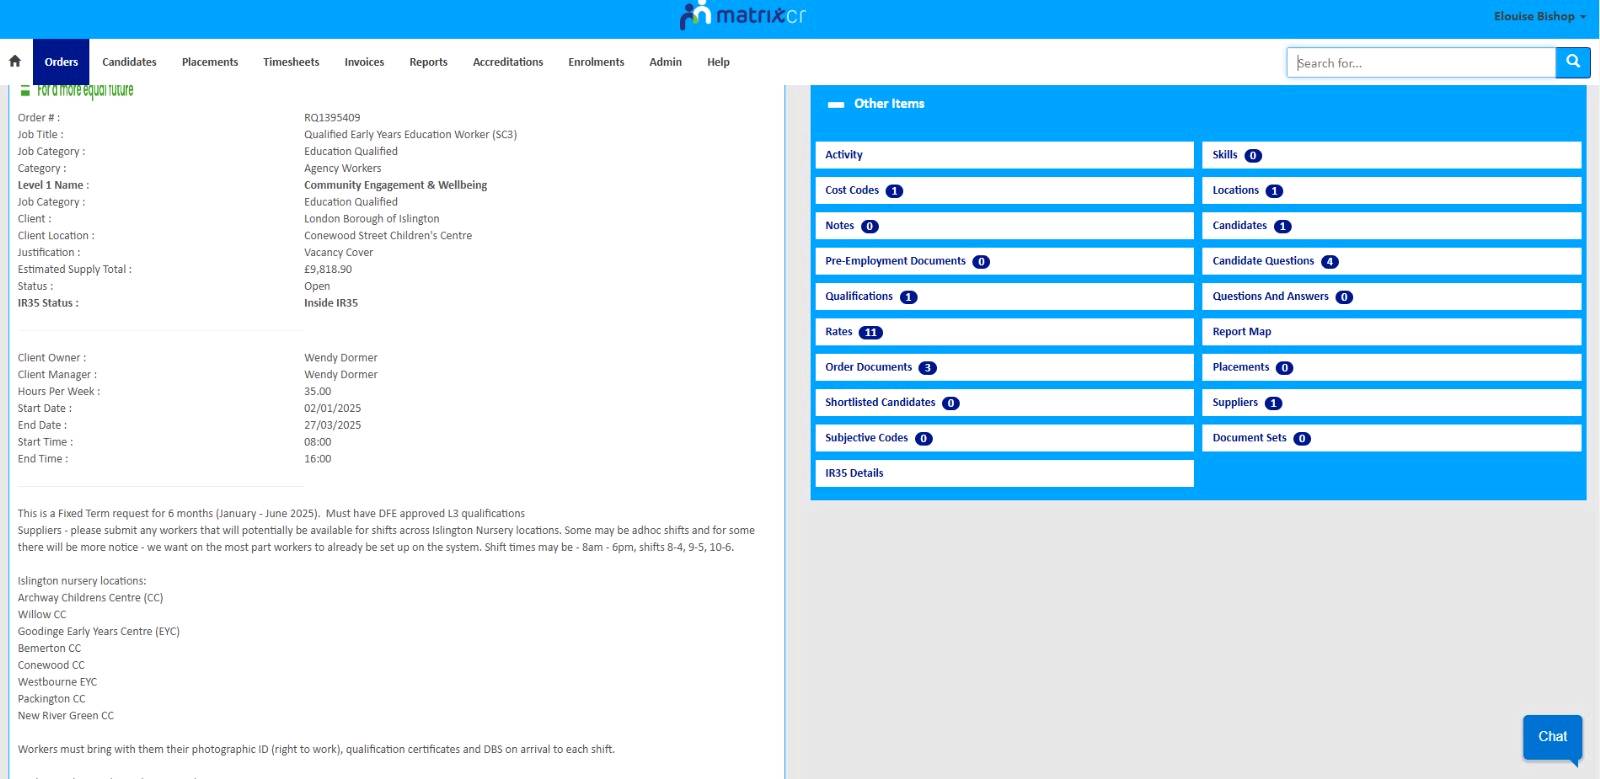 matrixcr
Elouise Bishop
Orders Candidates Placements Timesheets Invoices Reports Accreditations Enrolments Admin Help
Search for...
For a more equal future
Order # : RQ1395409
Job Title : Qualified Early Years Education Worker (SC3)
Job Category : Education Qualified
Category : Agency Workers
Level 1 Name : Community Engagement & Wellbeing
Job Category : Education Qualified
Client : London Borough of Islington
Client Location : Conewood Street Children's Centre
Justification : Vacancy Cover
Estimated Supply Total : £9,818.90
Status : Open
IR35 Status : Inside IR35
Client Owner : Wendy Dormer
Client Manager : Wendy Dormer
Hours Per Week : 35.00
Start Date : 02/01/2025
End Date : 27/03/2025
Start Time : 08:00
End Time : 16:00
This is a Fixed Term request for 6 months (January - June 2025). Must have DFE approved L3 qualifications
Suppliers - please submit any workers that will potentially be available for shifts across Islington Nursery locations. Some may be adhoc shifts and for some
there will be more notice - we want on the most part workers to already be set up on the system. Shift times may be - 8am - 6pm, shifts 8-4, 9-5, 10-6.
Islington nursery locations:
Archway Childrens Centre (CC)
Willow CC
Goodinge Early Years Centre (EYC)
Bemerton CC
Conewood CC
Westbourne EYC
Packington CC
New River Green CC
Workers must bring with them their photographic ID (right to work), qualification certificates and DBS on arrival to each shift.
Other Items
Activity
Skills 0
Cost Codes 1
Locations 1
Notes 0
Candidates 1
Pre-Employment Documents 0
Candidate Questions 4
Qualifications 1
Questions And Answers 0
Rates 11
Report Map
Order Documents 3
Placements 0
Shortlisted Candidates 0
Suppliers 1
Subjective Codes 0
Document Sets 0
IR35 Details
Chat